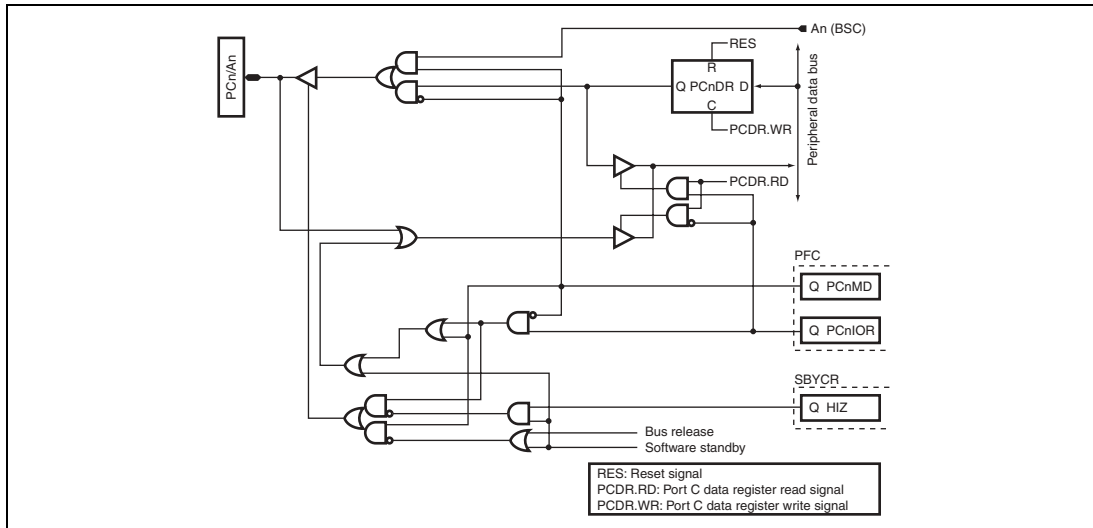 PCn/An
An (BSC)
RES
R
Q PCnDR D
C
PCDR.WR
Peripheral data bus
PCDR.RD
PFC
Q PCnMD
Q PCnIOR
SBYCR
Q HIZ
Bus release
Software standby
RES: Reset signal
PCDR.RD: Port C data register read signal
PCDR.WR: Port C data register write signal